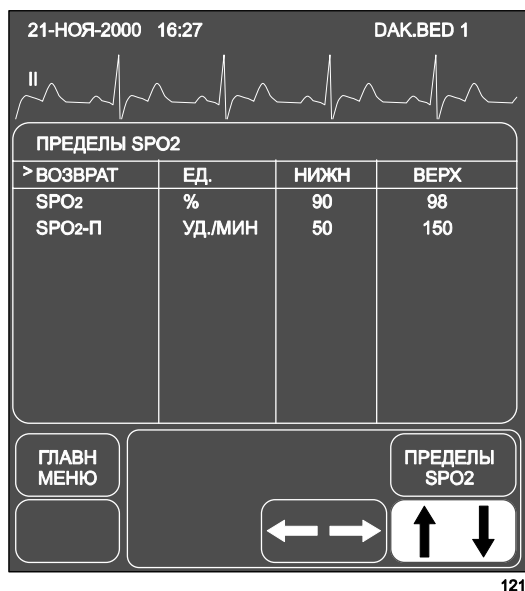 21-НОЯ-2000 16:27 DAK.BED 1
II
ПРЕДЕЛЫ SPO2
>ВОЗВРАТ ЕД. НИЖН ВЕРХ
SPO2 % 90 98
SPO2-П УД./МИН 50 150
ГЛАВН
МЕНЮ
ПРЕДЕЛЫ
SPO2
121